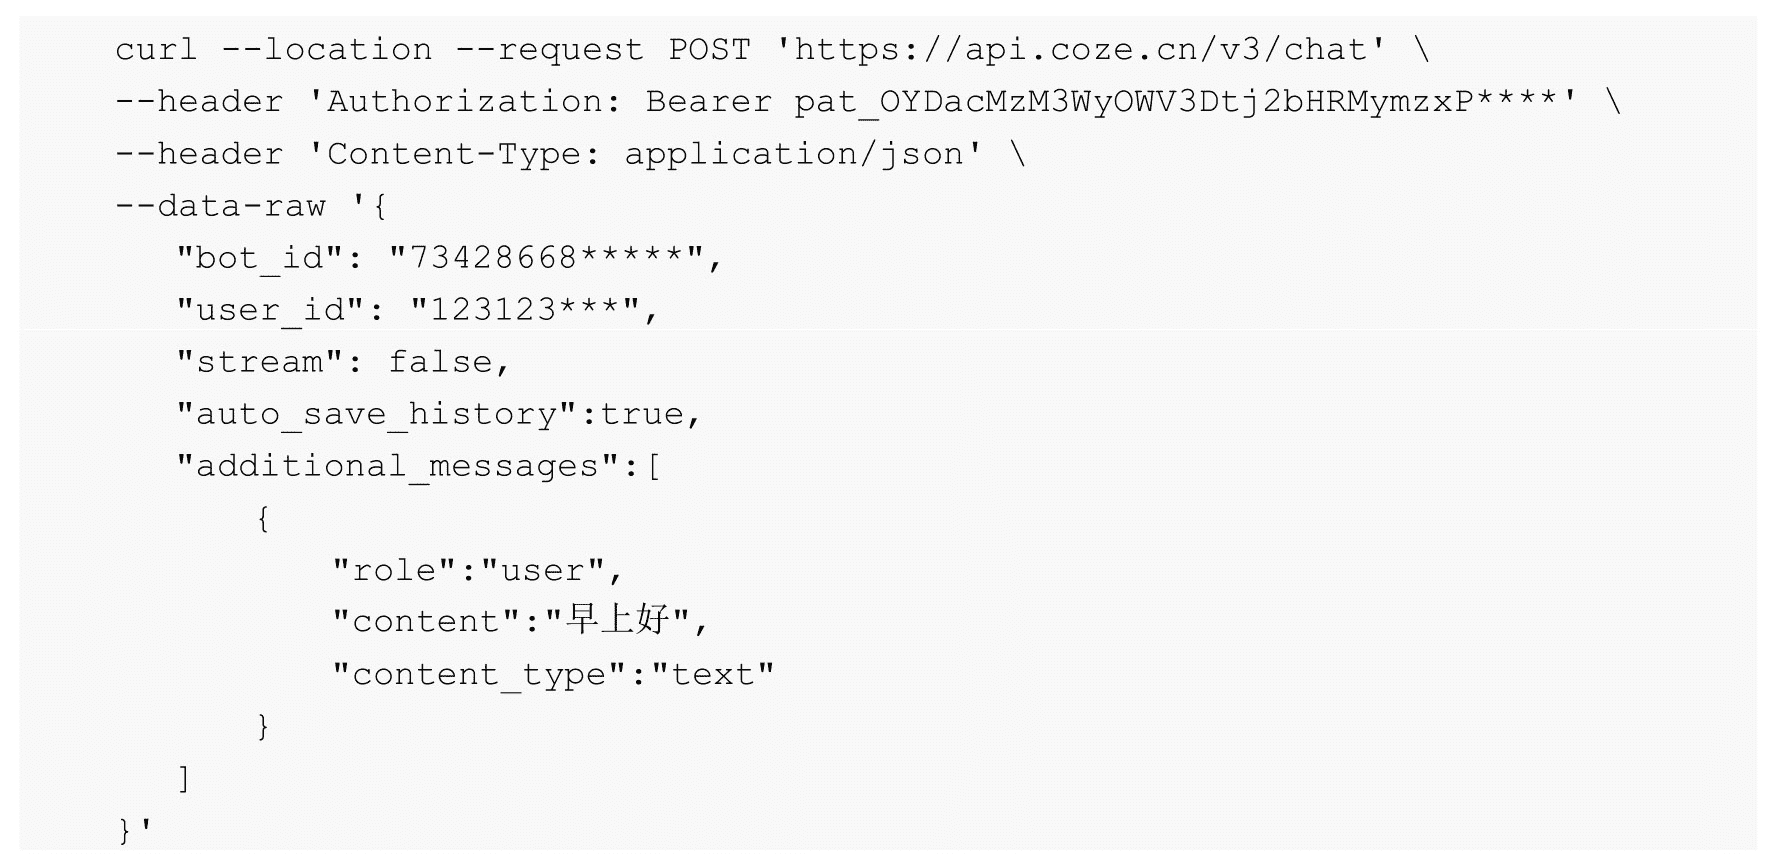 curl --location --request POST 'https://api.coze.cn/v3/chat' \
--header 'Authorization: Bearer pat_OYDacMzM3WyOWV3Dtj2bHRMymzxP****' \
--header 'Content-Type: application/json' \
--data-raw '{
"bot_id": "73428668*****",
"user_id": "123123***",
"stream": false,
"auto_save_history":true,
"additional_messages":[
{
"role":"user",
"content":"早上好",
"content_type":"text"
}
]
}'